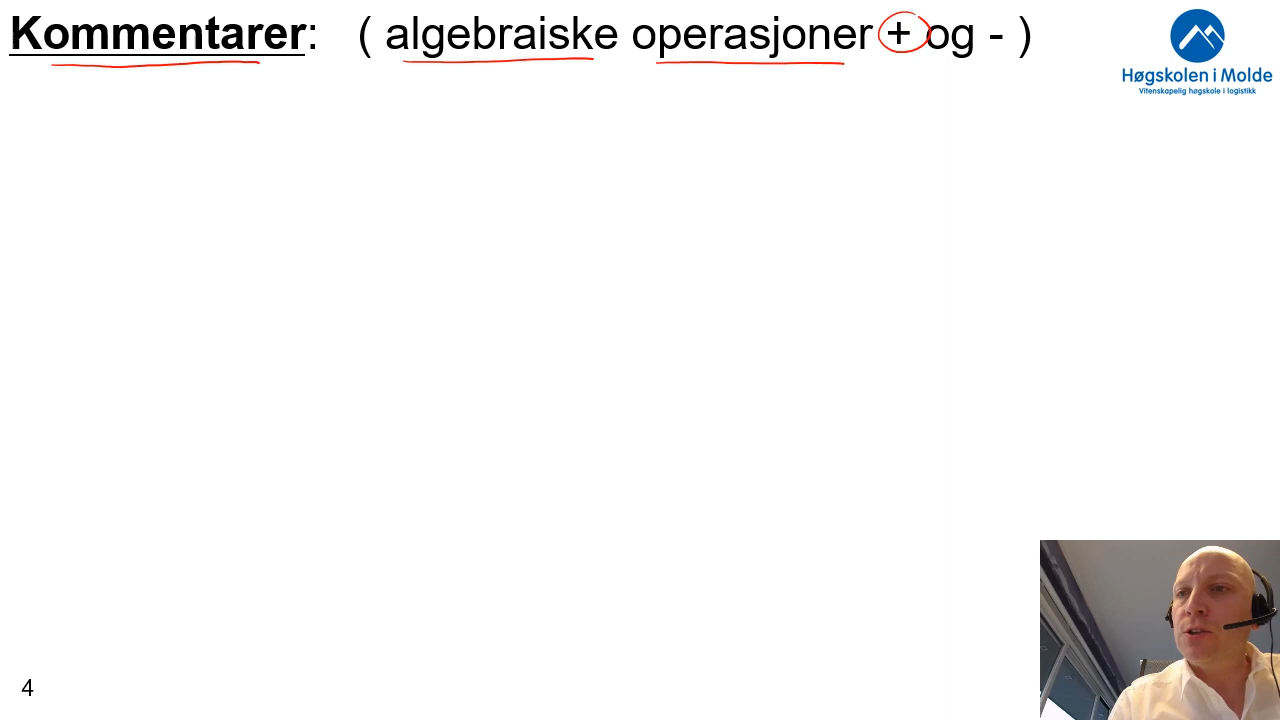 Kommentarer: ( algebraiske operasjoner + og - )
Høgskolen i Molde
Vitenskapelig høgskole i logistikk
4